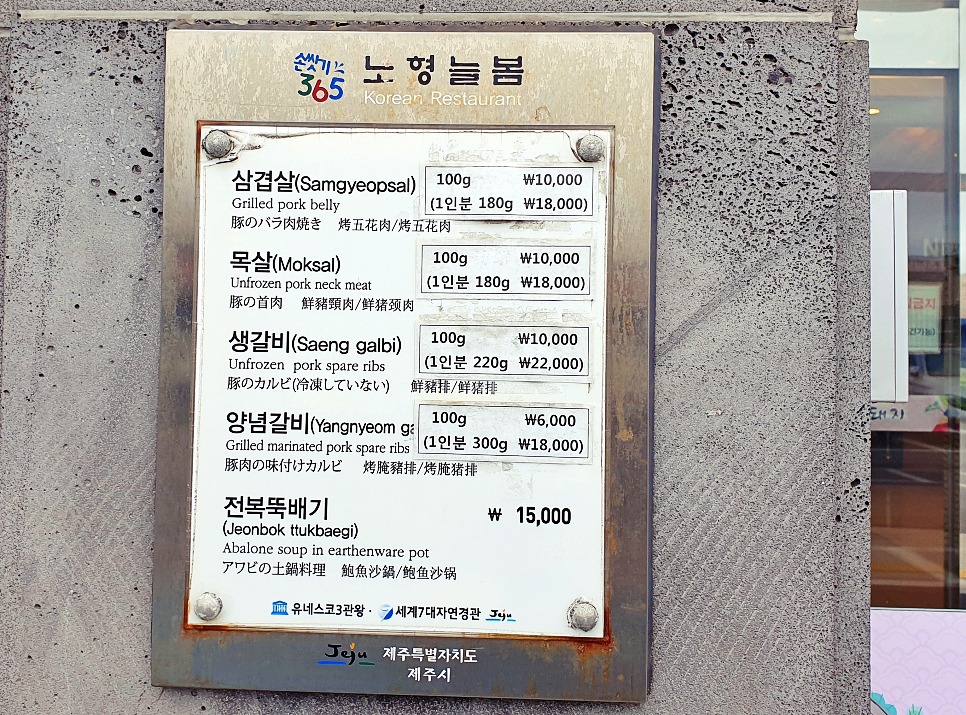 손씻기 365 노형늘봄
Korean Restaurant
삼겹살(Samgyeopsal) 100g ₩10,000
Grilled pork belly (1인분 180g ₩18,000)
豚のバラ肉焼き 烤五花肉/烤五花肉
목살(Moksal) 100g ₩10,000
Unfrozen pork neck meat (1인분 180g ₩18,000)
豚の首肉 鮮豬頸肉/鲜猪颈肉
생갈비(Saeng galbi) 100g ₩10,000
Unfrozen pork spare ribs (1인분 220g ₩22,000)
豚のカルビ(冷凍していない) 鮮豬排/鲜猪排
양념갈비(Yangnyeom ga 100g ₩6,000
Grilled marinated pork spare ribs (1인분 300g ₩18,000)
豚肉の味付けカルビ 烤腌豬排/烤腌猪排
전복뚝배기 ₩ 15,000
(Jeonbok ttukbaegi)
Abalone soup in earthenware pot
アワビの土鍋料理 鮑魚沙鍋/鲍鱼沙锅
유네스코3관왕 · 세계7대자연경관 Jeju
Jeju 제주특별자치도
제주시
금지
돼지